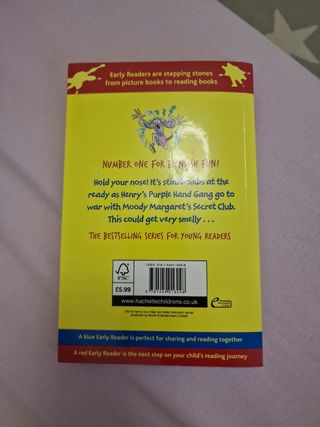 Early Readers are stepping stones
from picture books to reading books
NUMBER ONE FOR FIENDISH FUN!
Hold your nose! It's stinkbombs at the
ready as Henry's Purple Hand Gang go to
war with Moody Margaret's Secret Club.
This could get very smelly . . .
THE BESTSELLING SERIES FOR YOUNG READERS
FSC
£5.99
www.hachettechildrens.co.uk
A blue Early Reader is perfect for sharing and reading together
A red Early Reader is the next step on your child's reading journey